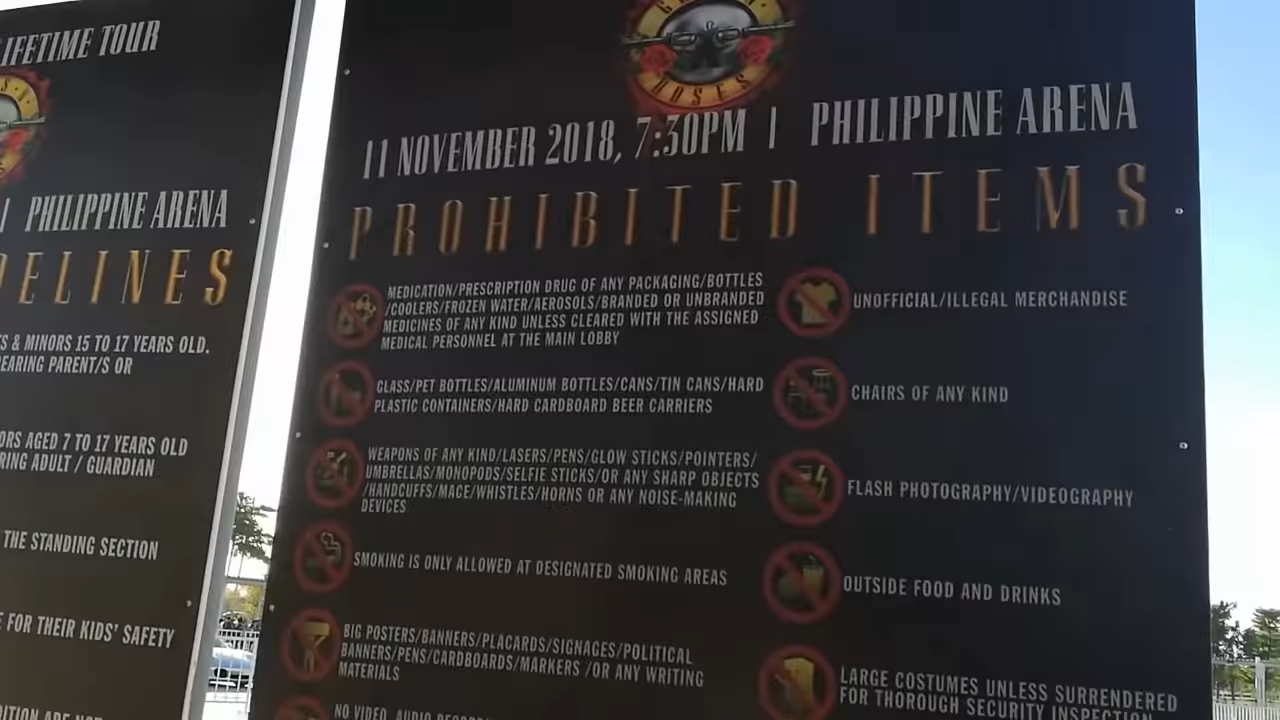 LIFETIME TOUR
| PHILIPPINE ARENA
DELINES
& MINORS 15 TO 17 YEARS OLD.
PARENT/S OR
AGED 7 TO 17 YEARS OLD
ADULT / GUARDIAN
THE STANDING SECTION
FOR THEIR KIDS' SAFETY
ARE NOT
ROSES
11 NOVEMBER 2018, 7:30PM | PHILIPPINE ARENA
PROHIBITED ITEMS
MEDICATION/PRESCRIPTION DRUG OF ANY PACKAGING/BOTTLES
/COOLERS/FROZEN WATER/AEROSOLS/BRANDED OR UNBRANDED
MEDICINES OF ANY KIND UNLESS CLEARED WITH THE ASSIGNED
MEDICAL PERSONNEL AT THE MAIN LOBBY
GLASS/PET BOTTLES/ALUMINUM BOTTLES/CANS/TIN CANS/HARD
PLASTIC CONTAINERS/HARD CARDBOARD BEER CARRIERS
WEAPONS OF ANY KIND/LASERS/PENS/GLOW STICKS/POINTERS/
UMBRELLAS/MONOPODS/SELFIE STICKS/OR ANY SHARP OBJECTS
/HANDCUFFS/MACE/WHISTLES/HORNS OR ANY NOISE-MAKING
DEVICES
SMOKING IS ONLY ALLOWED AT DESIGNATED SMOKING AREAS
BIG POSTERS/BANNERS/PLACARDS/SIGNAGES/POLITICAL
BANNERS/PENS/CARDBOARDS/MARKERS /OR ANY WRITING
MATERIALS
NO VIDEO, AUDIO
UNOFFICIAL/ILLEGAL MERCHANDISE
CHAIRS OF ANY KIND
FLASH PHOTOGRAPHY/VIDEOGRAPHY
OUTSIDE FOOD AND DRINKS
LARGE COSTUMES UNLESS SURRENDERED
FOR THOROUGH SECURITY INSPECTION